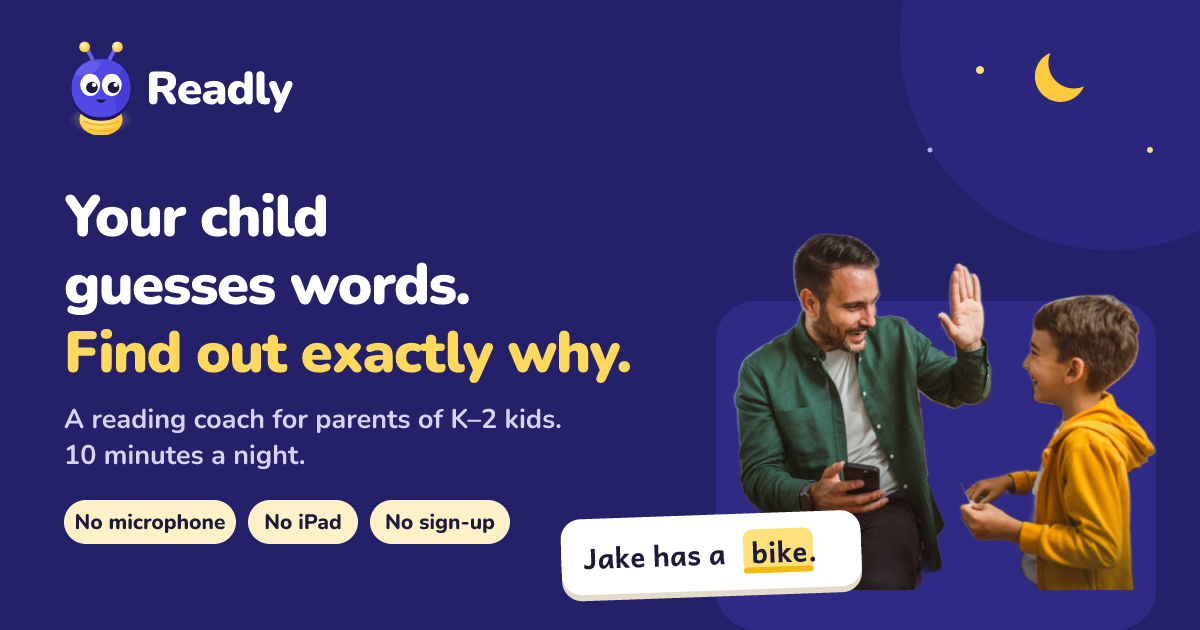 Readly
Your child
guesses words.
Find out exactly why.
A reading coach for parents of K–2 kids.
10 minutes a night.
No microphone
No iPad
No sign-up
Jake has a bike.